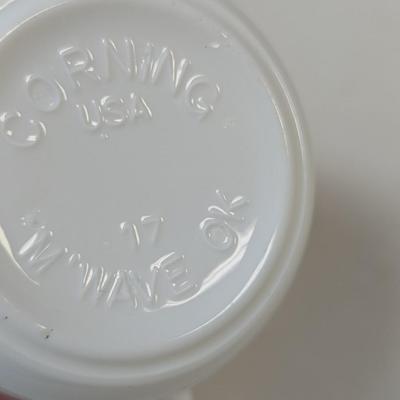 CORNING
USA
17
'M'WAVE OK